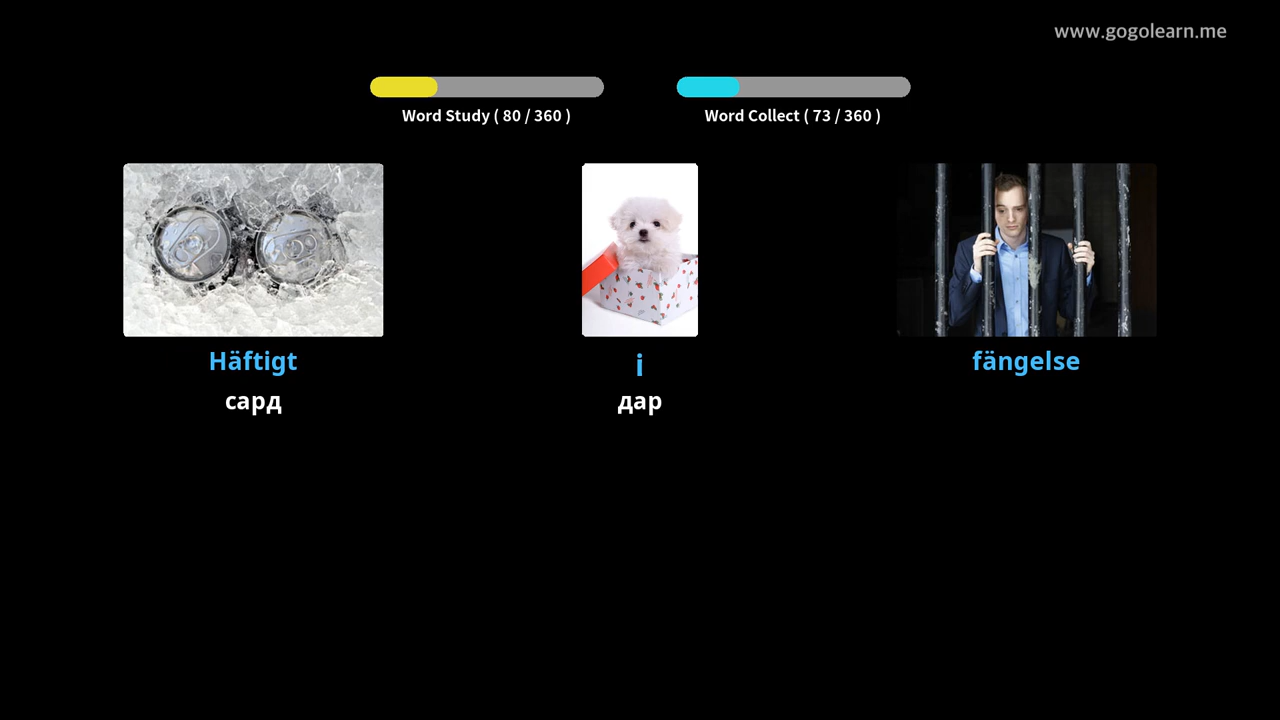 www.gogolearn.me
Word Study ( 80 / 360 )
Word Collect ( 73 / 360 )
Häftigt
сард
i
дар
fängelse